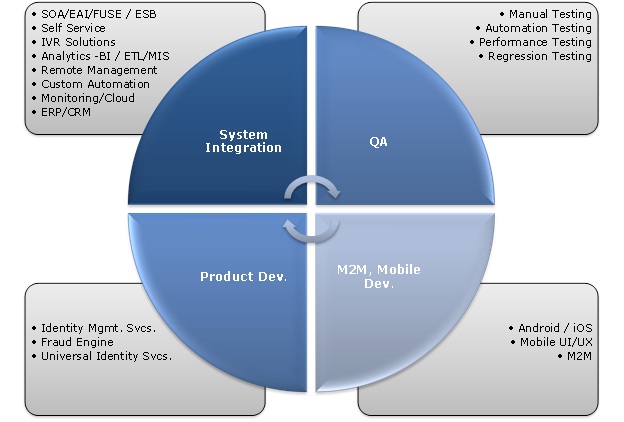 • SOA/EAI/FUSE / ESB
• Self Service
• IVR Solutions
• Analytics -BI / ETL/MIS
• Remote Management
• Custom Automation
• Monitoring/Cloud
• ERP/CRM
• Manual Testing
• Automation Testing
• Performance Testing
• Regression Testing
System
Integration
QA
Product Dev.
M2M, Mobile
Dev.
• Identity Mgmt. Svcs.
• Fraud Engine
• Universal Identity Svcs.
• Android / iOS
• Mobile UI/UX
• M2M